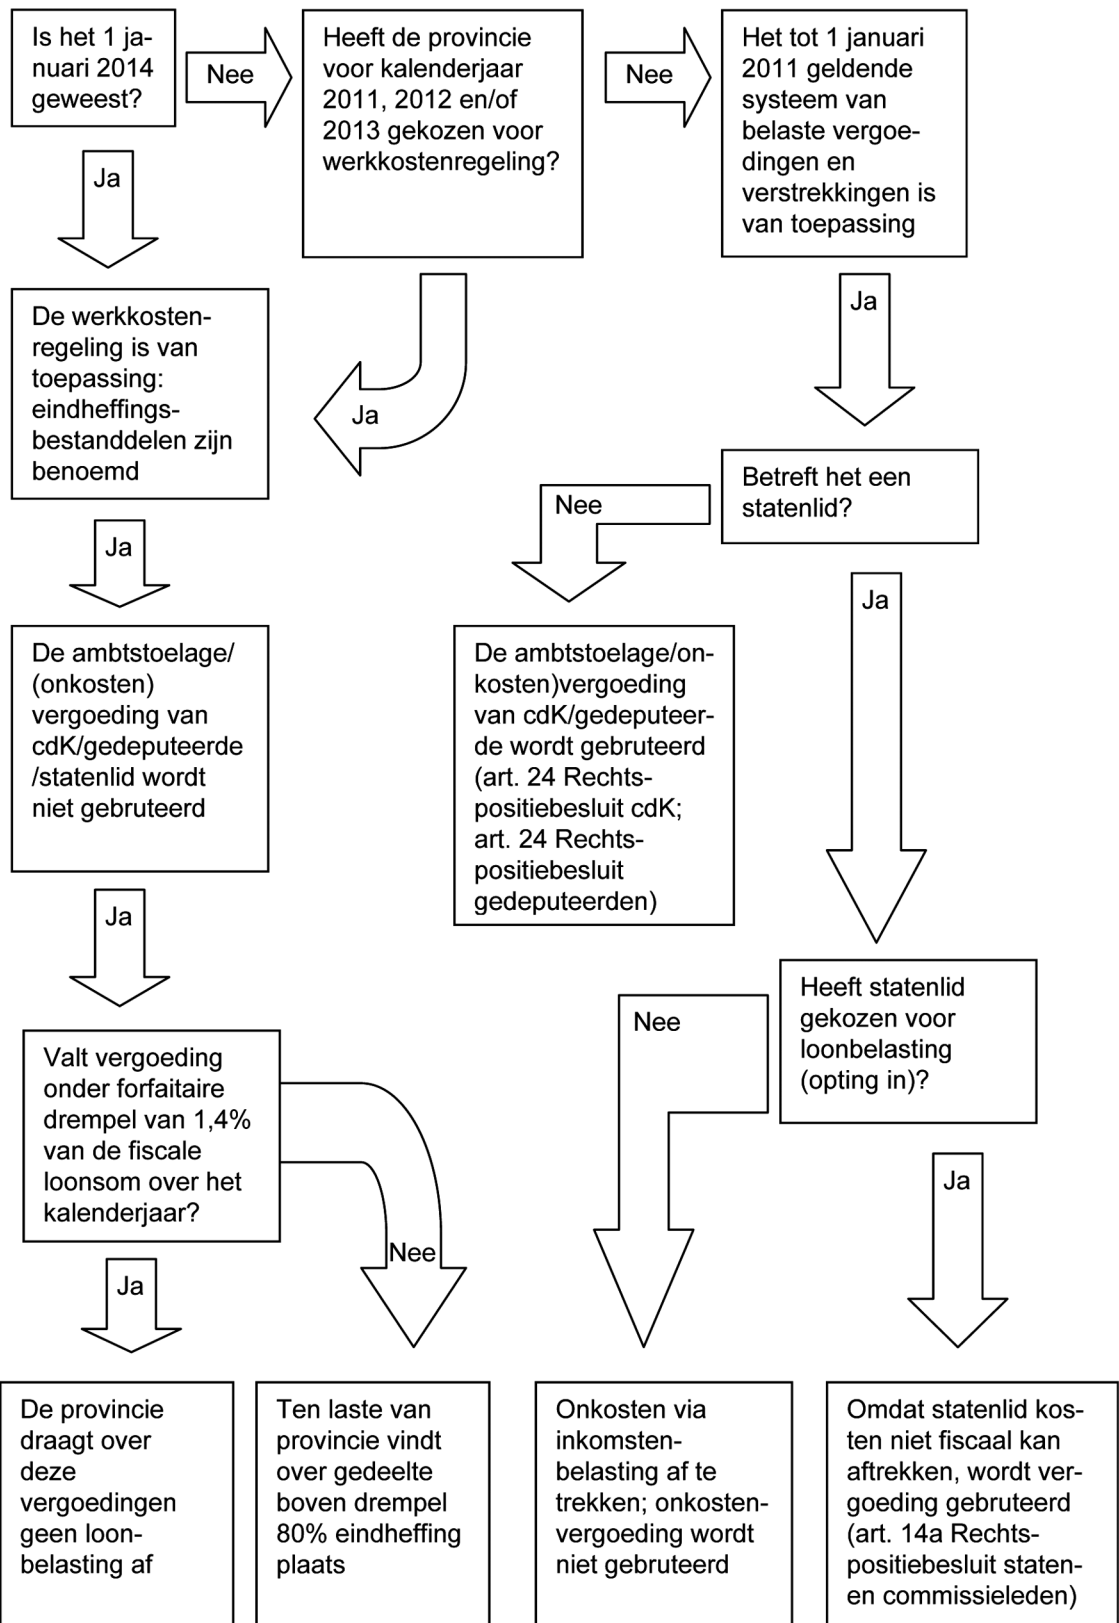 Is het 1 ja-
nuari 2014
geweest?
Nee
Heeft de provincie
voor kalenderjaar
2011, 2012 en/of
2013 gekozen voor
werkkostenregeling?
Nee
Het tot 1 januari
2011 geldende
systeem van
belaste vergoe-
dingen en
verstrekkingen is
van toepassing
Ja
Ja
Ja
De werkkosten-
regeling is van
toepassing:
eindheffings-
bestanddelen zijn
benoemd
Betreft het een
statenlid?
Nee
Ja
Ja
De ambtstoelage/
(onkosten)
vergoeding van
cdK/gedeputeerde
/statenlid wordt
niet gebruteerd
De ambtstoelage/on-
kosten)vergoeding
van cdK/gedeputeer-
de wordt gebruteerd
(art. 24 Rechts-
positiebesluit cdK;
art. 24 Rechts-
positiebesluit
gedeputeerden)
Ja
Heeft statenlid
gekozen voor
loonbelasting
(opting in)?
Nee
Ja
Valt vergoeding
onder forfaitaire
drempel van 1,4%
van de fiscale
loonsom over het
kalenderjaar?
Nee
Ja
De provincie
draagt over
deze
vergoedingen
geen loon-
belasting af
Ten laste van
provincie vindt
over gedeelte
boven drempel
80% eindheffing
plaats
Onkosten via
inkomsten-
belasting af te
trekken; onkosten-
vergoeding wordt
niet gebruteerd
Omdat statenlid kos-
ten niet fiscaal kan
aftrekken, wordt ver-
goeding gebruteerd
(art. 14a Rechts-
positiebesluit staten-
en commissieleden)